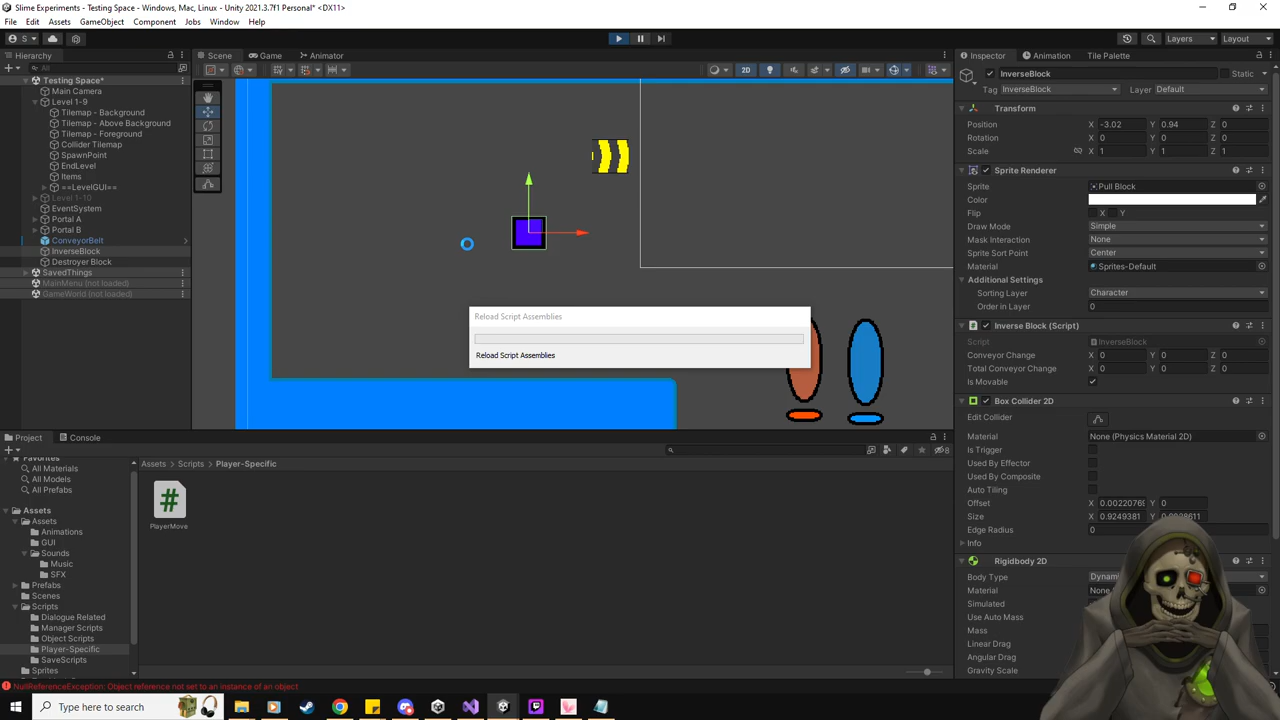 Slime Experiments - Testing Space - Windows, Mac, Linux - Unity 2021.3.7f1 Personal* <DX11>
File Edit Assets GameObject Component Jobs Window Help
S Layers Layout
Hierarchy
All
Testing Space*
Main Camera
Level 1-9
Tilemap - Background
Tilemap - Above Background
Tilemap - Foreground
Collider Tilemap
SpawnPoint
EndLevel
Items
==LevelGUI==
Level 1-10
EventSystem
Portal A
Portal B
ConveyorBelt
InverseBlock
Destroyer Block
SavedThings
MainMenu (not loaded)
GameWorld (not loaded)
Scene Game Animator
2D
Reload Script Assemblies
Reload Script Assemblies
Inspector Animation Tile Palette
InverseBlock Static
Tag InverseBlock Layer Default
Transform
Position X -3.02 Y 0.94 Z 0
Rotation X 0 Y 0 Z 0
Scale X 1 Y 1 Z 1
Sprite Renderer
Sprite Pull Block
Color
Flip X Y
Draw Mode Simple
Mask Interaction None
Sprite Sort Point Center
Material Sprites-Default
Additional Settings
Sorting Layer Character
Order in Layer 0
Inverse Block (Script)
Script InverseBlock
Conveyor Change X 0 Y 0 Z 0
Total Conveyor Change X 0 Y 0 Z 0
Is Movable
Box Collider 2D
Edit Collider
Material None (Physics Material 2D)
Is Trigger
Used By Effector
Used By Composite
Auto Tiling
Offset X 0.00220769 Y 0
Size X 0.9249381 Y
Edge Radius 0
Info
Rigidbody 2D
Body Type
Material
Simulated
Use Auto Mass
Mass
Linear Drag
Angular Drag
Gravity Scale
Project Console
8
Favorites
All Materials
All Models
All Prefabs
Assets
Assets
Animations
GUI
Sounds
Music
SFX
Prefabs
Scenes
Scripts
Dialogue Related
Manager Scripts
Object Scripts
Player-Specific
SaveScripts
Sprites
Assets > Scripts > Player-Specific
#
PlayerMove
NullReferenceException: Object reference not set to an instance of an object
Type here to search